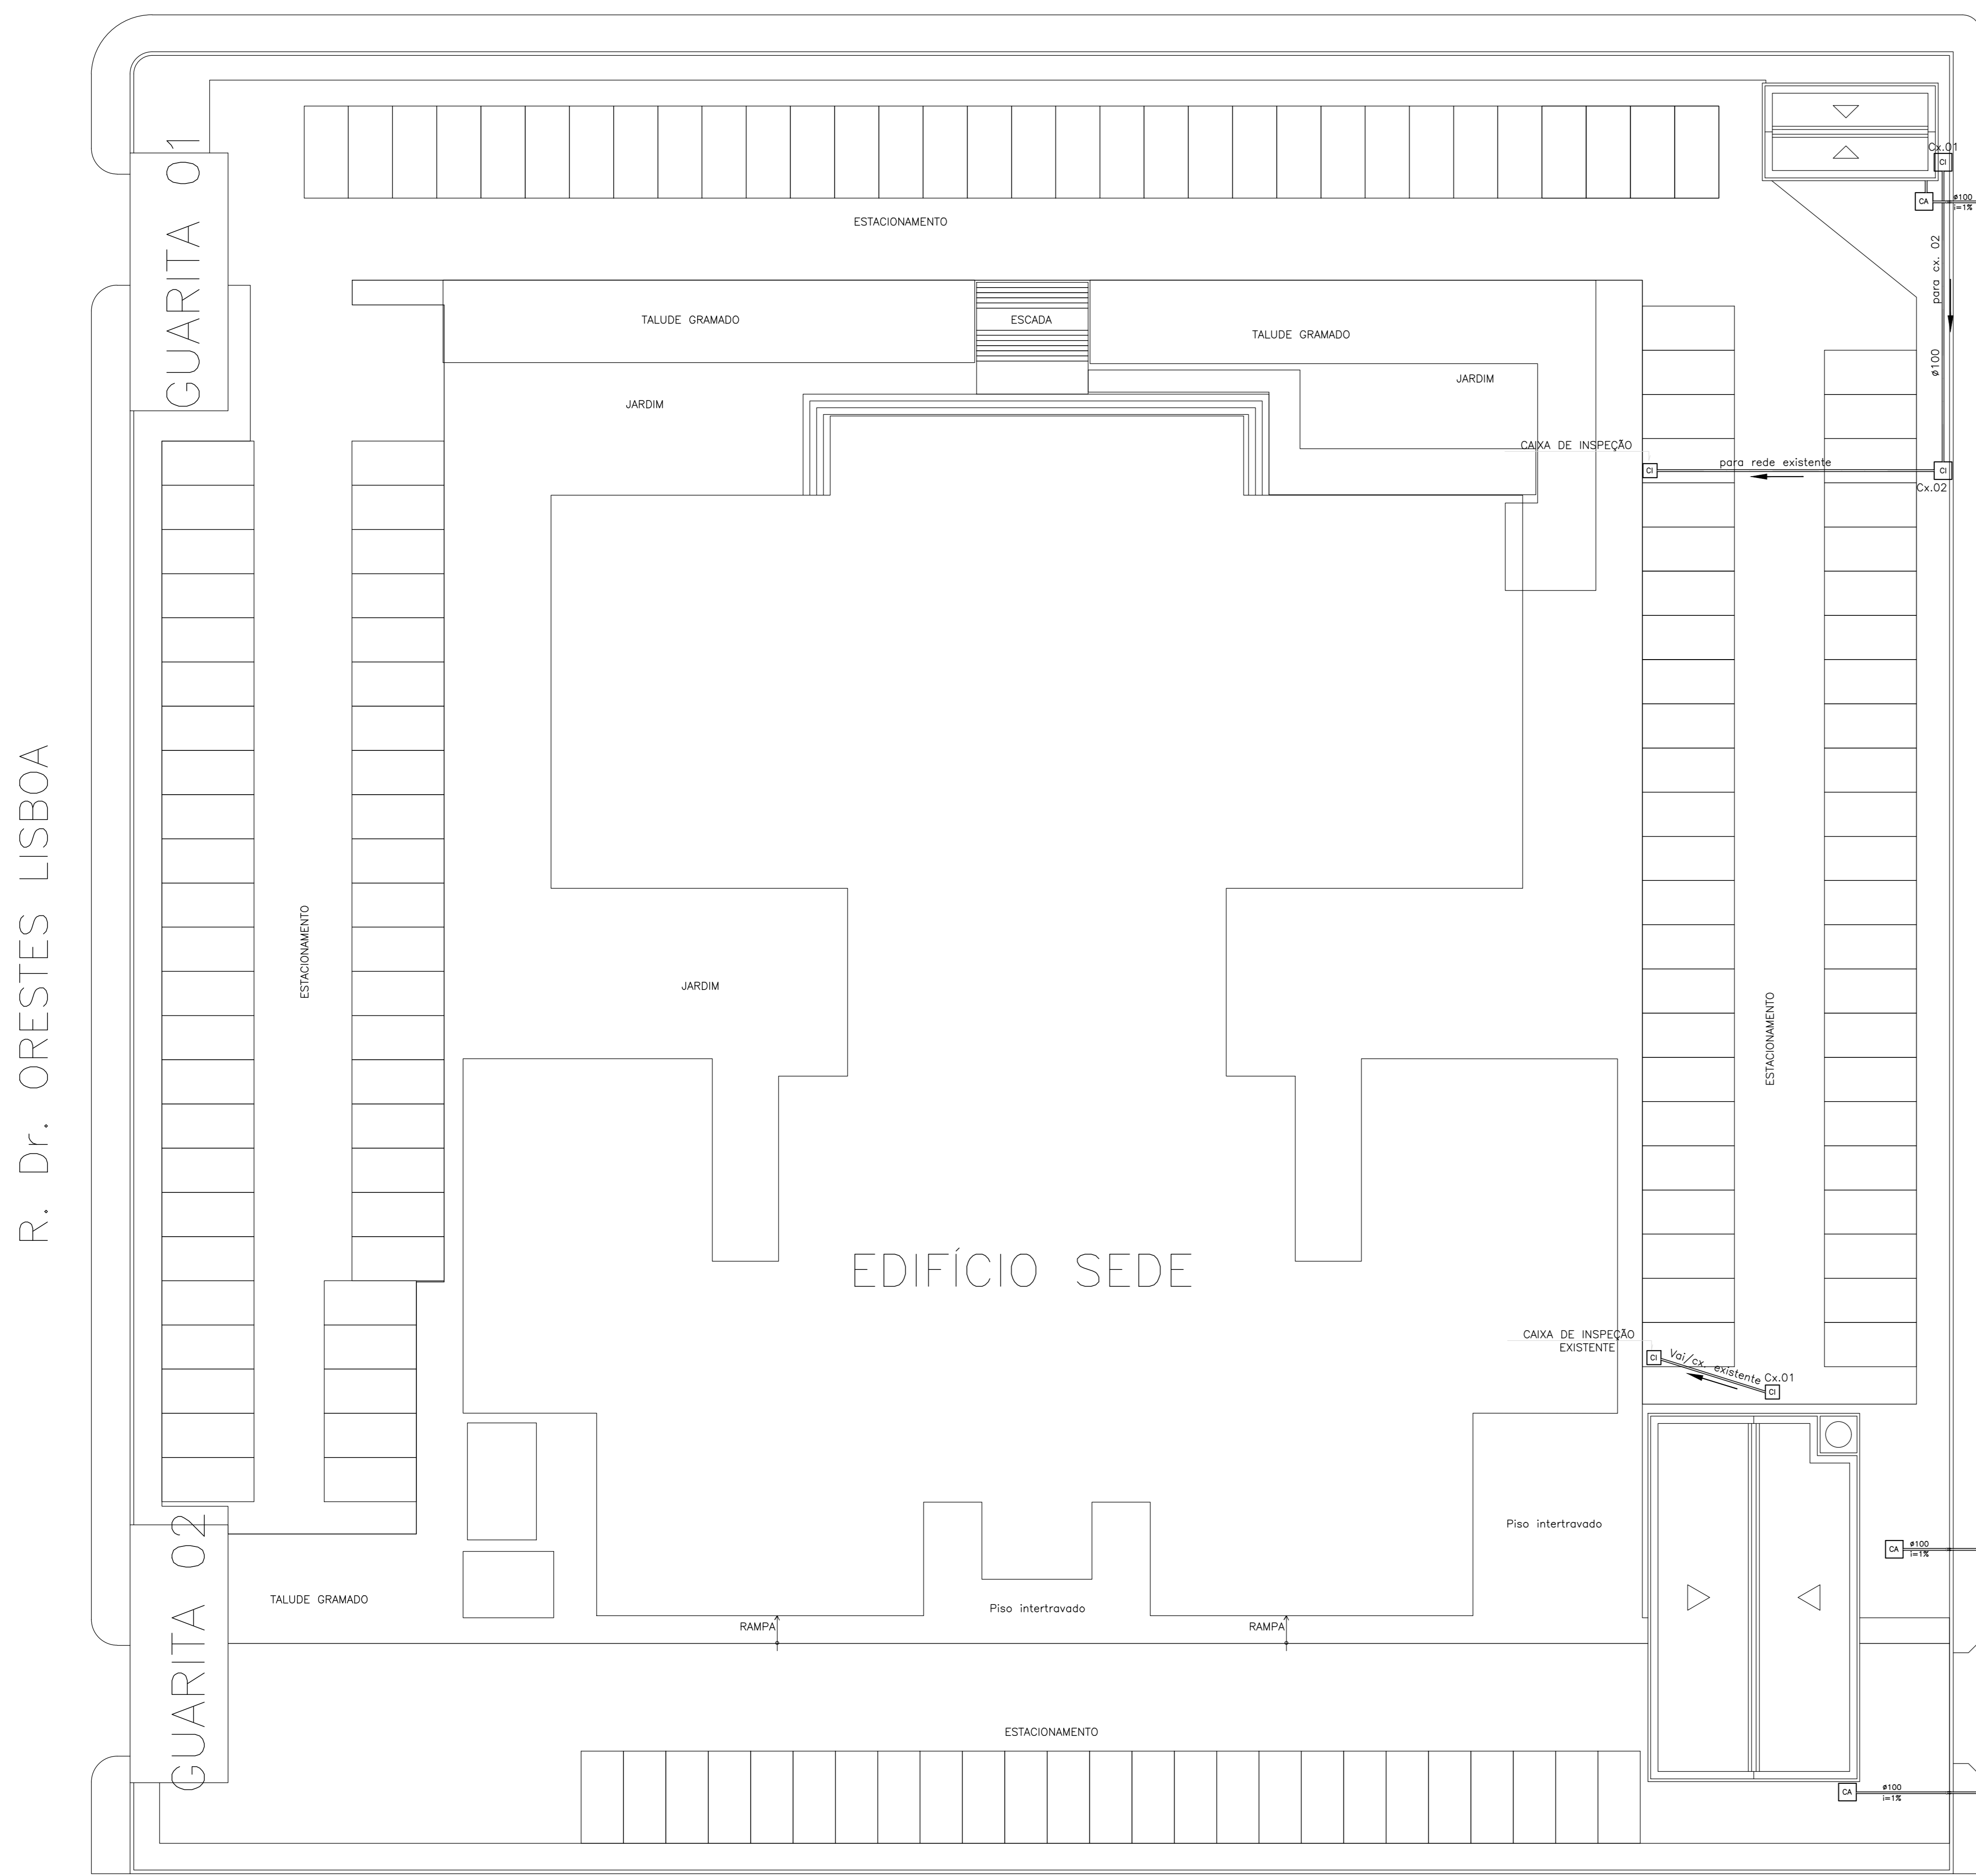 GUARITA 01
ESTACIONAMENTO
Cx.01
CI
CA
ø100
i=1%
para cx. 02
ø100
TALUDE GRAMADO
ESCADA
TALUDE GRAMADO
JARDIM
JARDIM
CAIXA DE INSPEÇÃO
CI
para rede existente
CI
Cx.02
R. Dr. ORESTES LISBOA
ESTACIONAMENTO
JARDIM
ESTACIONAMENTO
EDIFÍCIO SEDE
CAIXA DE INSPEÇÃO
EXISTENTE
CI
Vai/cx. existente
Cx.01
CI
GUARITA 02
TALUDE GRAMADO
Piso intertravado
CA
ø100
i=1%
Piso intertravado
RAMPA
RAMPA
ESTACIONAMENTO
CA
ø100
i=1%